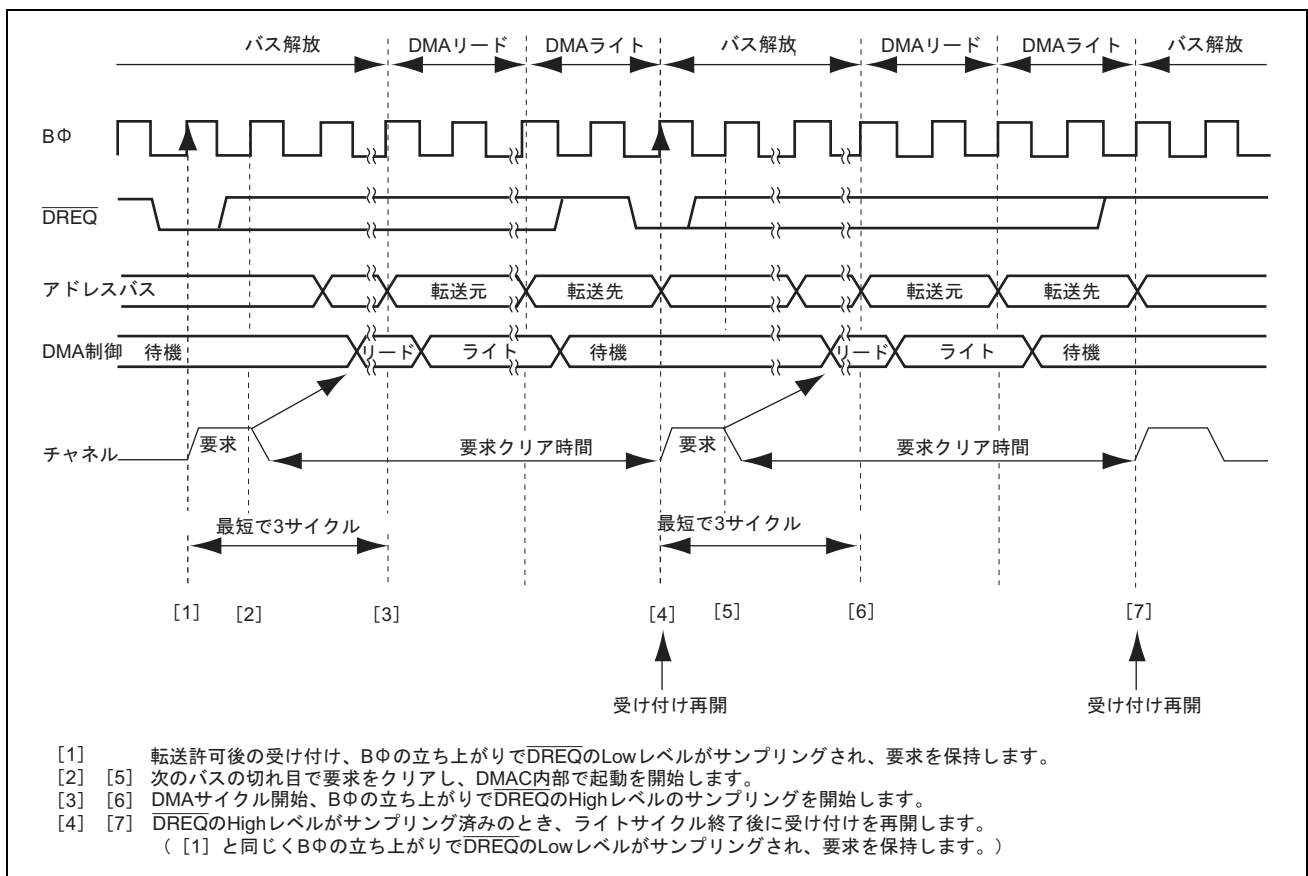 バス解放 DMAリード DMAライト バス解放 DMAリード DMAライト バス解放
BΦ
DREQ
アドレスバス 転送元 転送先 転送元 転送先
DMA制御 待機 リード ライト 待機 リード ライト 待機
チャネル 要求 要求クリア時間 要求 要求クリア時間
最短で3サイクル 最短で3サイクル
[1] [2] [3] [4] [5] [6] [7]
受け付け再開 受け付け再開
[1] 転送許可後の受け付け、BΦの立ち上がりでDREQのLowレベルがサンプリングされ、要求を保持します。
[2] [5] 次のバスの切れ目で要求をクリアし、DMAC内部で起動を開始します。
[3] [6] DMAサイクル開始、BΦの立ち上がりでDREQのHighレベルのサンプリングを開始します。
[4] [7] DREQのHighレベルがサンプリング済みのとき、ライトサイクル終了後に受け付けを再開します。
([1]と同じくBΦの立ち上がりでDREQのLowレベルがサンプリングされ、要求を保持します。)